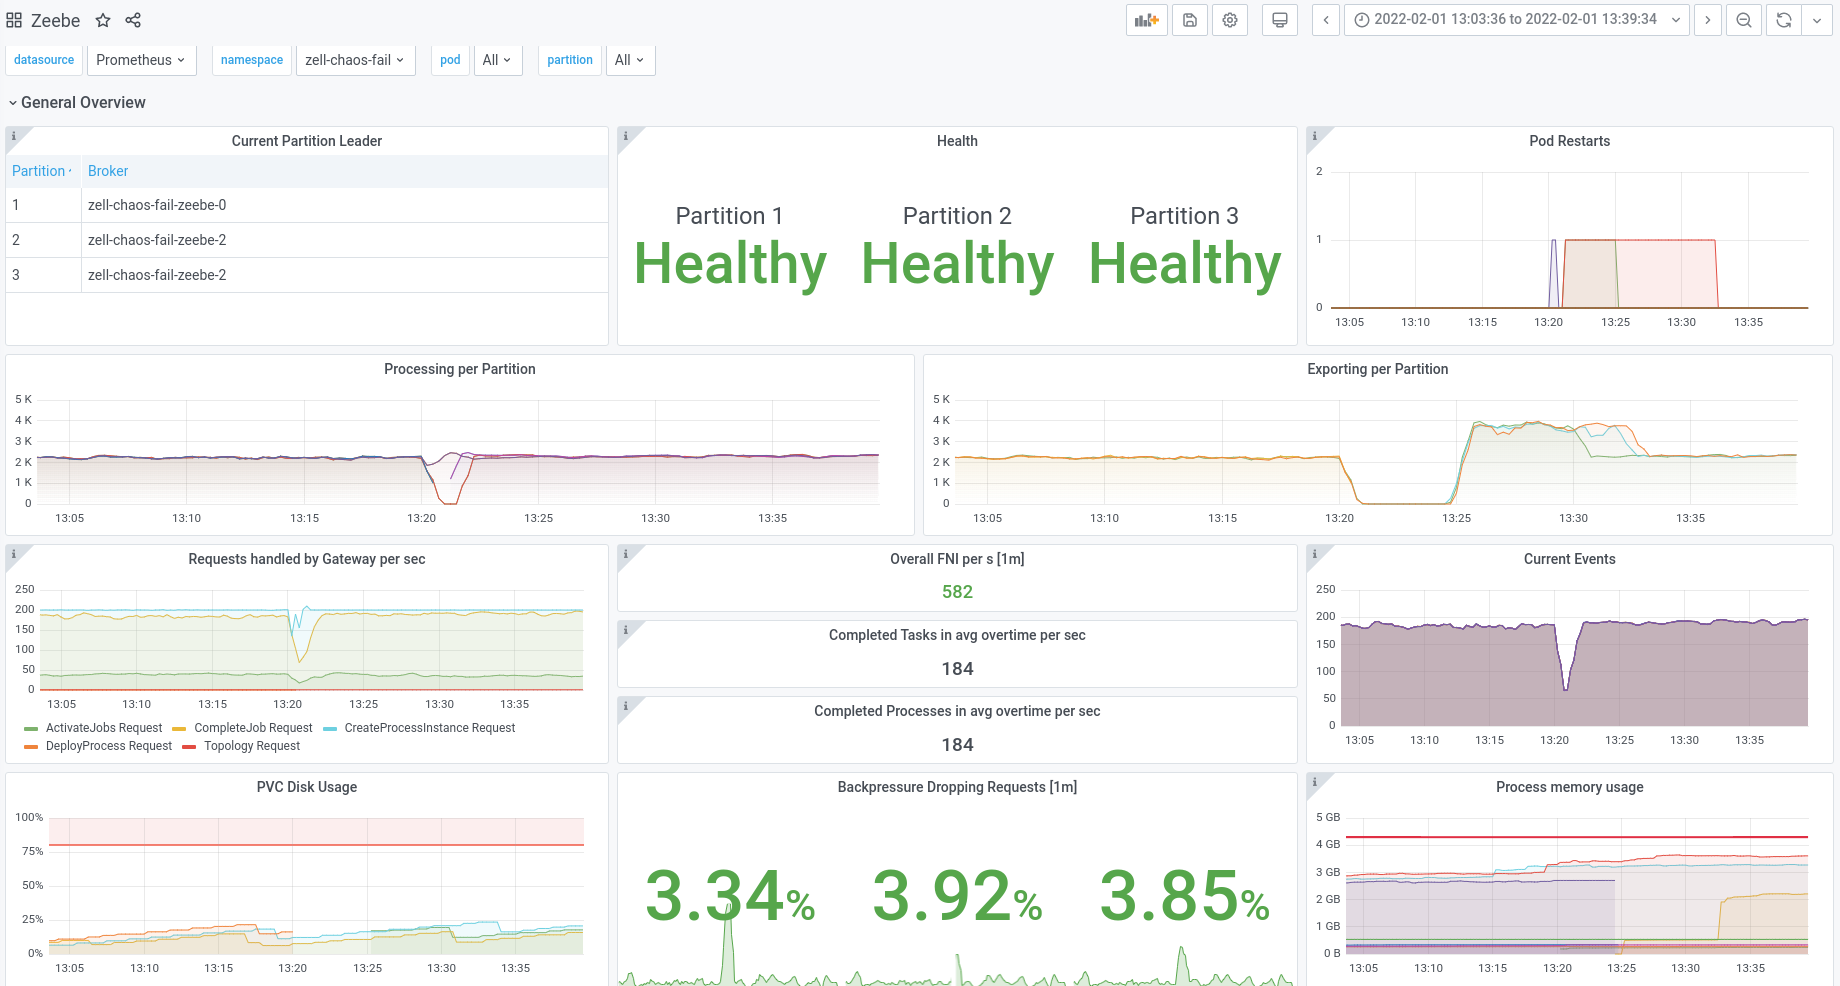 Zeebe
2022-02-01 13:03:36 to 2022-02-01 13:39:34
datasource Prometheus namespace zell-chaos-fail pod All partition All
General Overview
Current Partition Leader
Partition Broker
1 zell-chaos-fail-zeebe-0
2 zell-chaos-fail-zeebe-2
3 zell-chaos-fail-zeebe-2
Health
Partition 1 Partition 2 Partition 3
Healthy Healthy Healthy
Pod Restarts
2
1
0
13:05 13:10 13:15 13:20 13:25 13:30 13:35
Processing per Partition
5 K
4 K
3 K
2 K
1 K
0
13:05 13:10 13:15 13:20 13:25 13:30 13:35
Exporting per Partition
5 K
4 K
3 K
2 K
1 K
0
13:05 13:10 13:15 13:20 13:25 13:30 13:35
Requests handled by Gateway per sec
250
200
150
100
50
0
13:05 13:10 13:15 13:20 13:25 13:30 13:35
ActivateJobs Request CompleteJob Request CreateProcessInstance Request
DeployProcess Request Topology Request
Overall FNI per s [1m]
582
Completed Tasks in avg overtime per sec
184
Completed Processes in avg overtime per sec
184
Current Events
250
200
150
100
50
0
13:05 13:10 13:15 13:20 13:25 13:30 13:35
PVC Disk Usage
100%
75%
50%
25%
0%
13:05 13:10 13:15 13:20 13:25 13:30 13:35
Backpressure Dropping Requests [1m]
3.34% 3.92% 3.85%
Process memory usage
5 GB
4 GB
3 GB
2 GB
1 GB
0 B
13:05 13:10 13:15 13:20 13:25 13:30 13:35